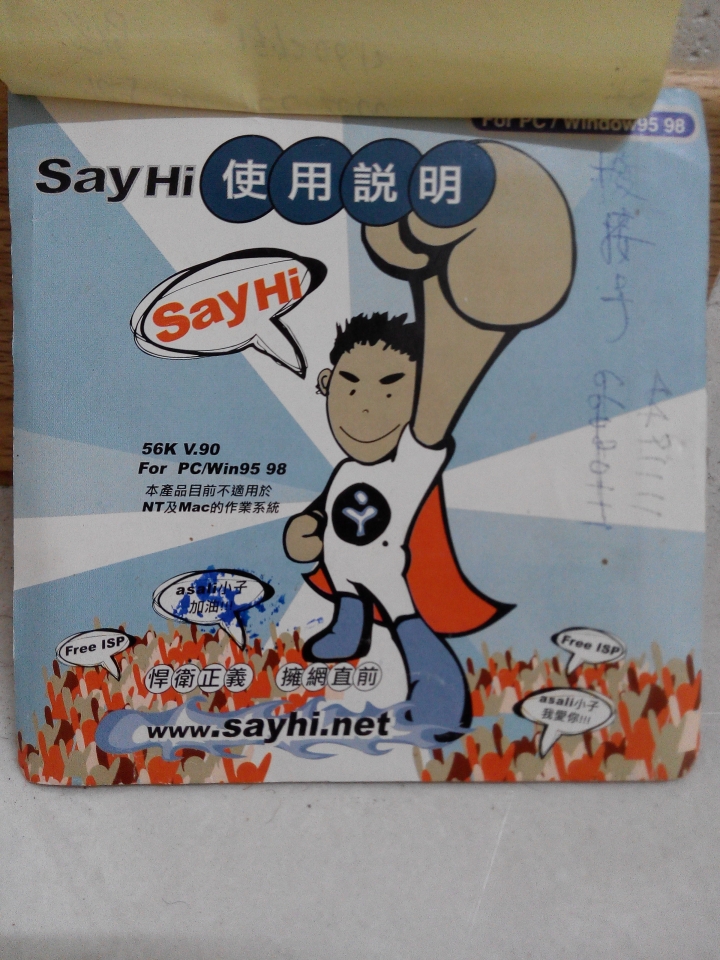 For PC / Window95 98
SayHi 使用説明
SayHi
56K V.90
For PC/Win95 98
本產品目前不適用於
NT及Mac的作業系統
asali小子
加油!!!
Free ISP
Free ISP
悍衛正義 擁網直前
asali小子
我愛你!!!
www.sayhi.net